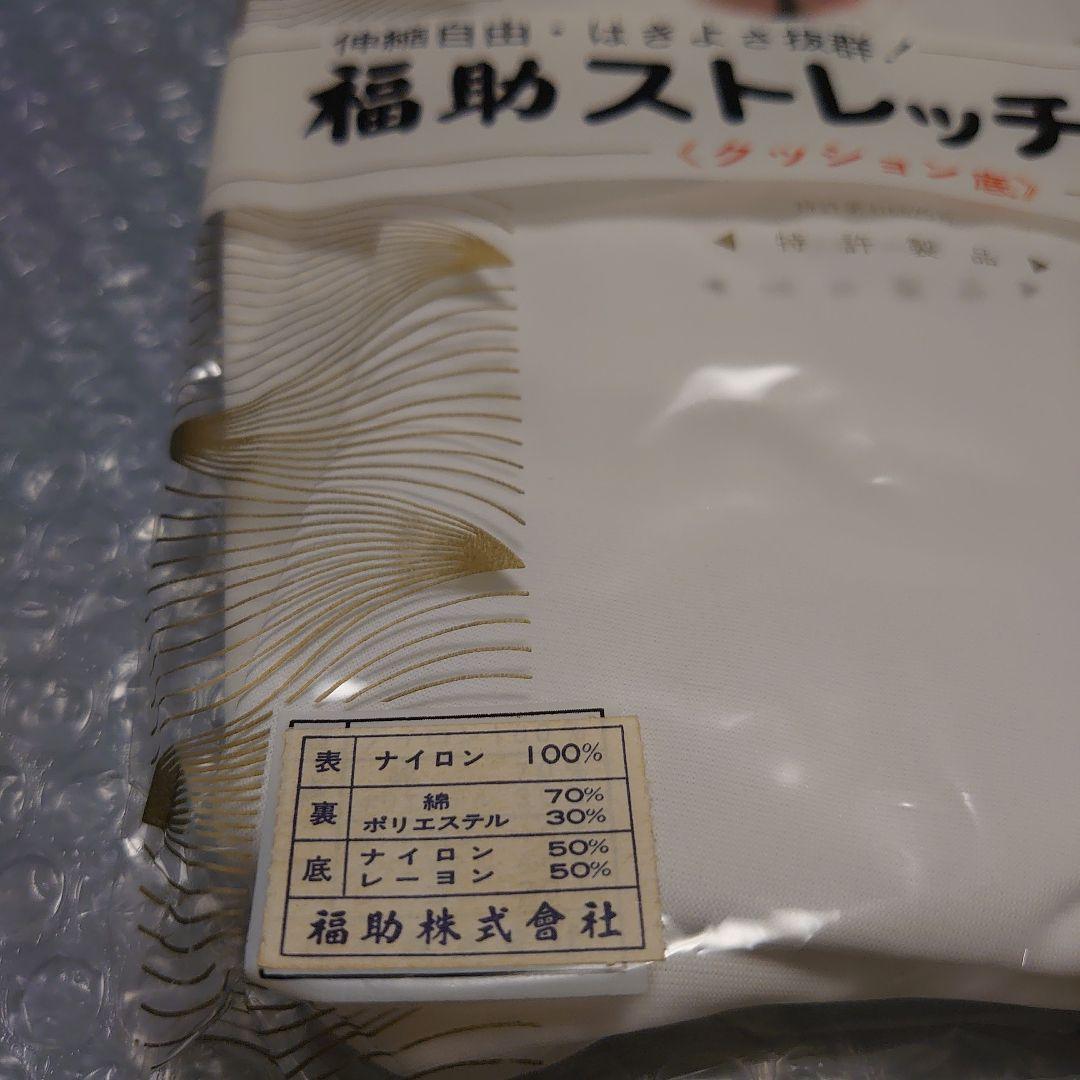 伸縮自由・はきよさ抜群!
福助ストレッチ
〈クッション底〉
特許製品
表 ナイロン 100%
裏 綿 70%
ポリエステル 30%
底 ナイロン 50%
レーヨン 50%
福助株式會社